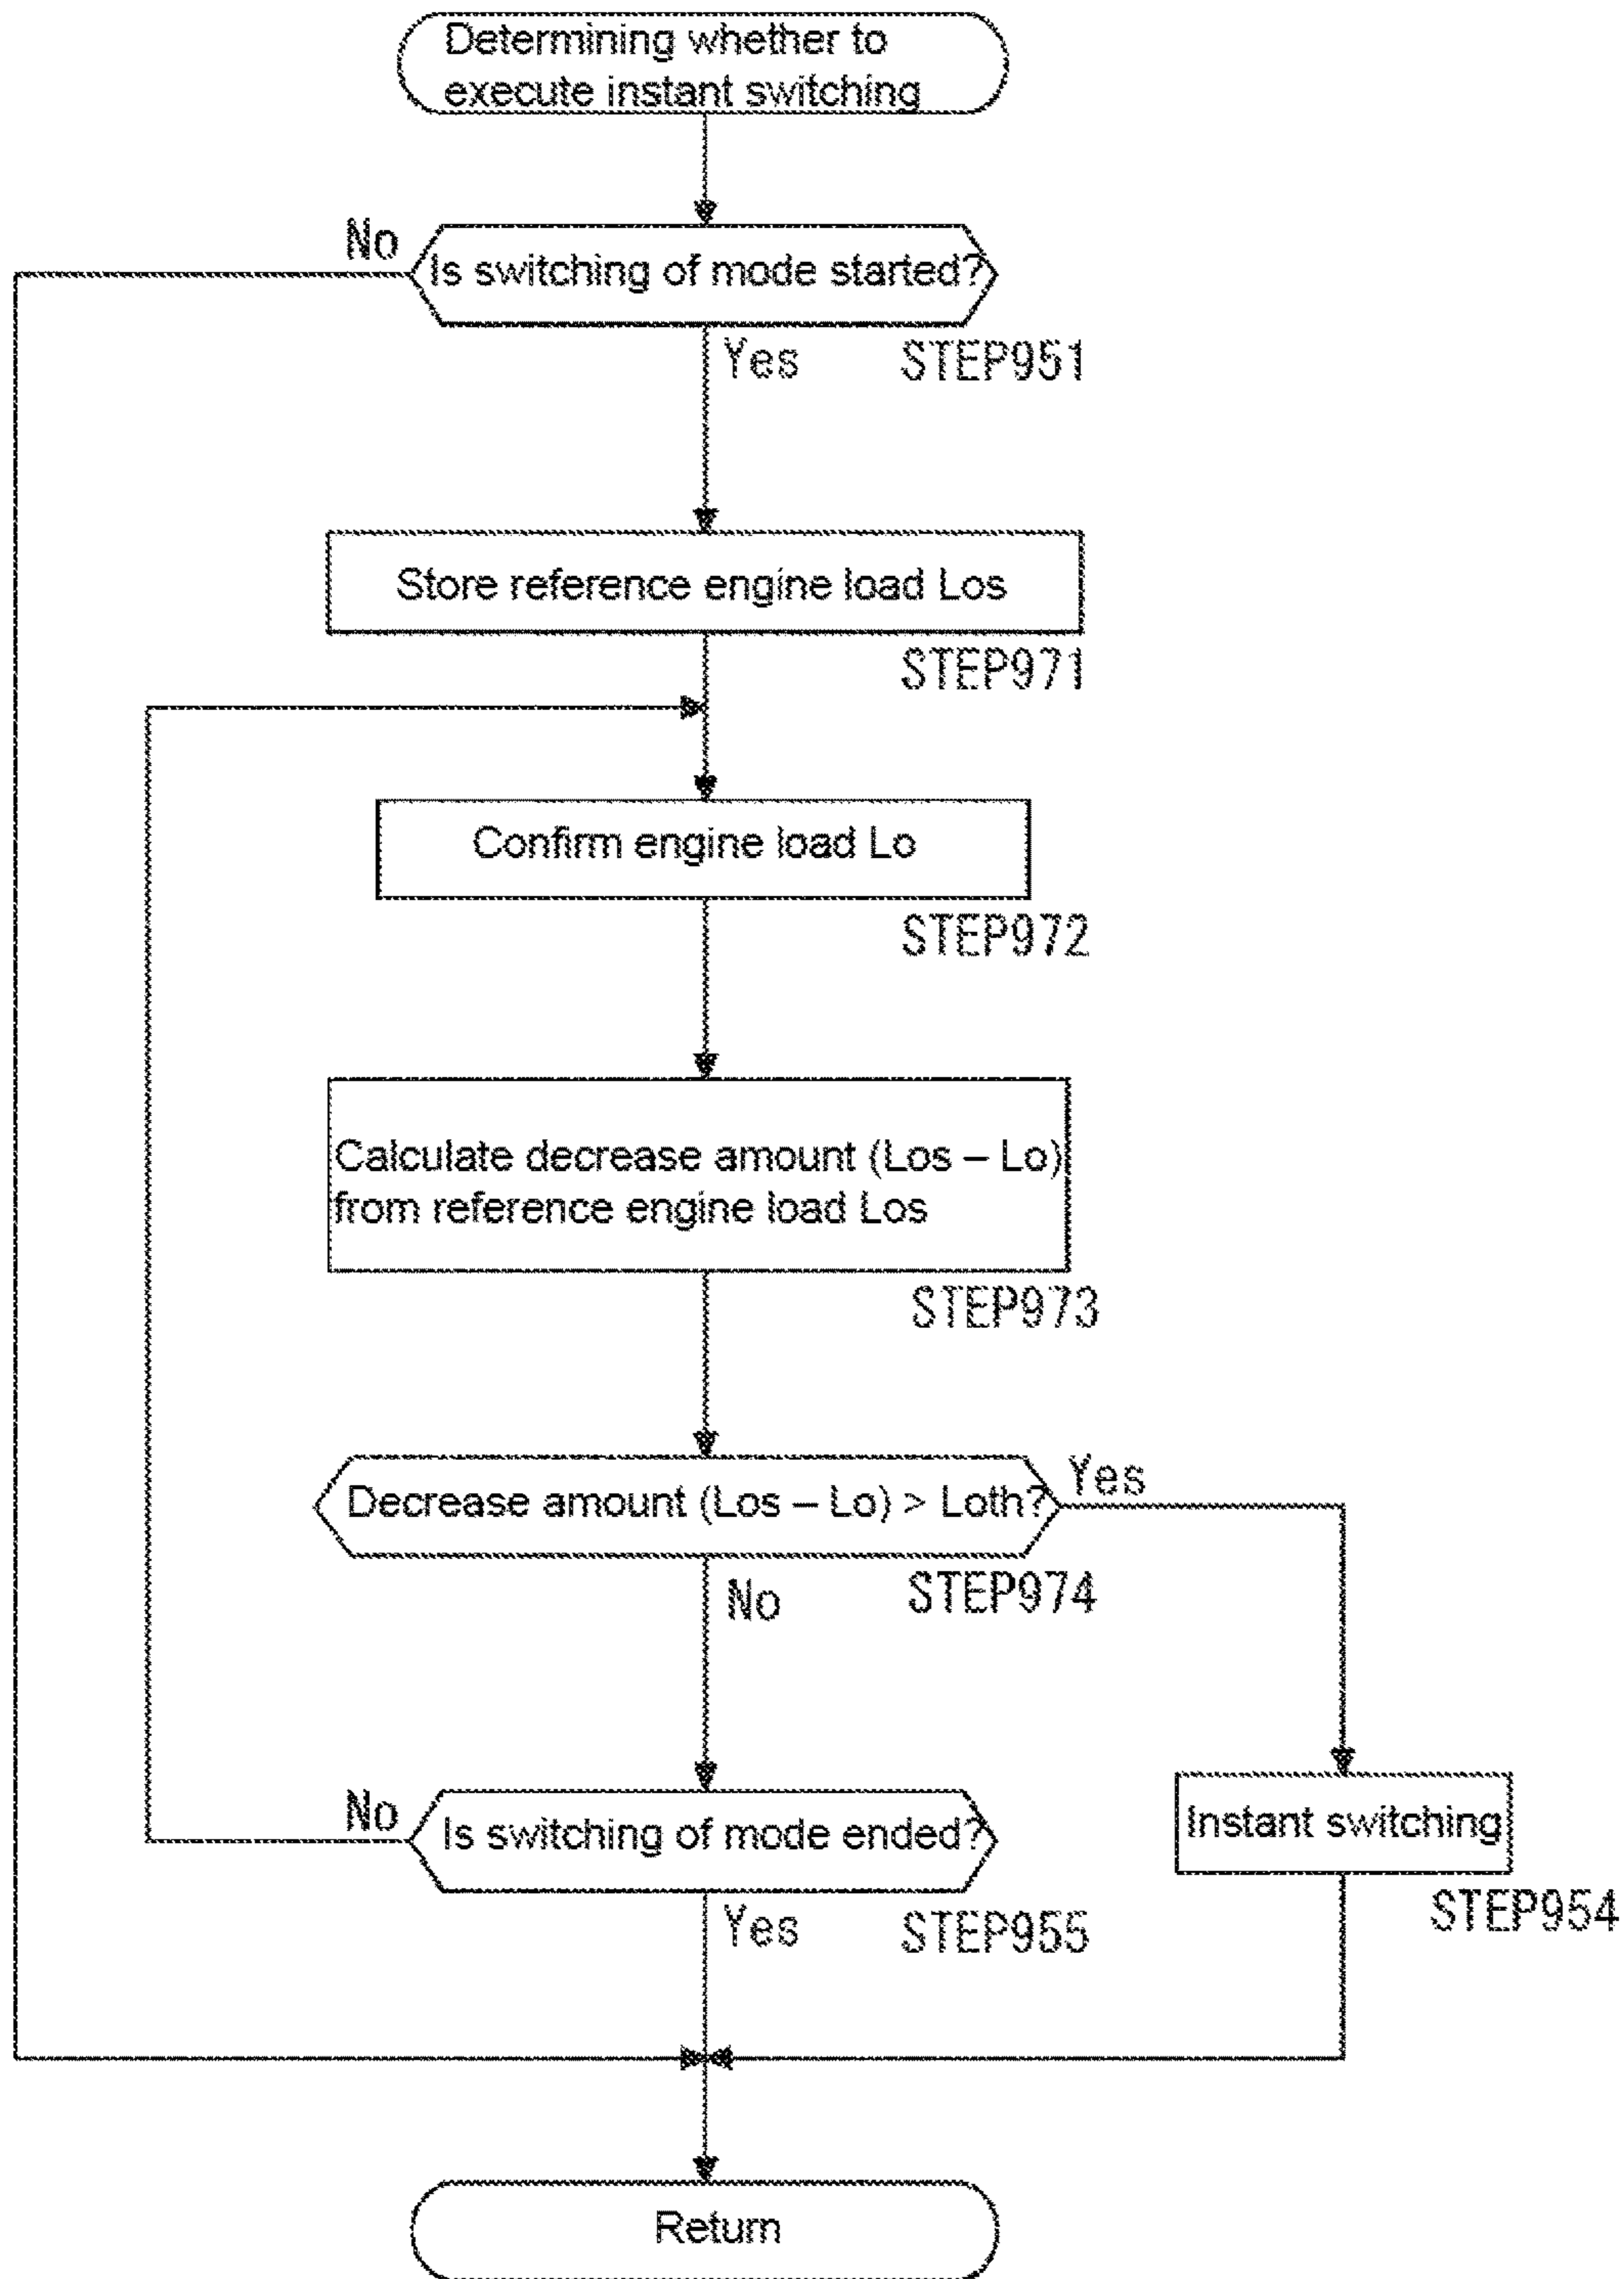 Determining whether to
execute instant switching
No
Is switching of mode started?
Yes
STEP951
Store reference engine load Los
STEP971
Confirm engine load Lo
STEP972
Calculate decrease amount (Los – Lo)
from reference engine load Los
STEP973
Decrease amount (Los – Lo) > Loth?
Yes
No
STEP974
No
Is switching of mode ended?
Instant switching
Yes
STEP955
STEP954
Return